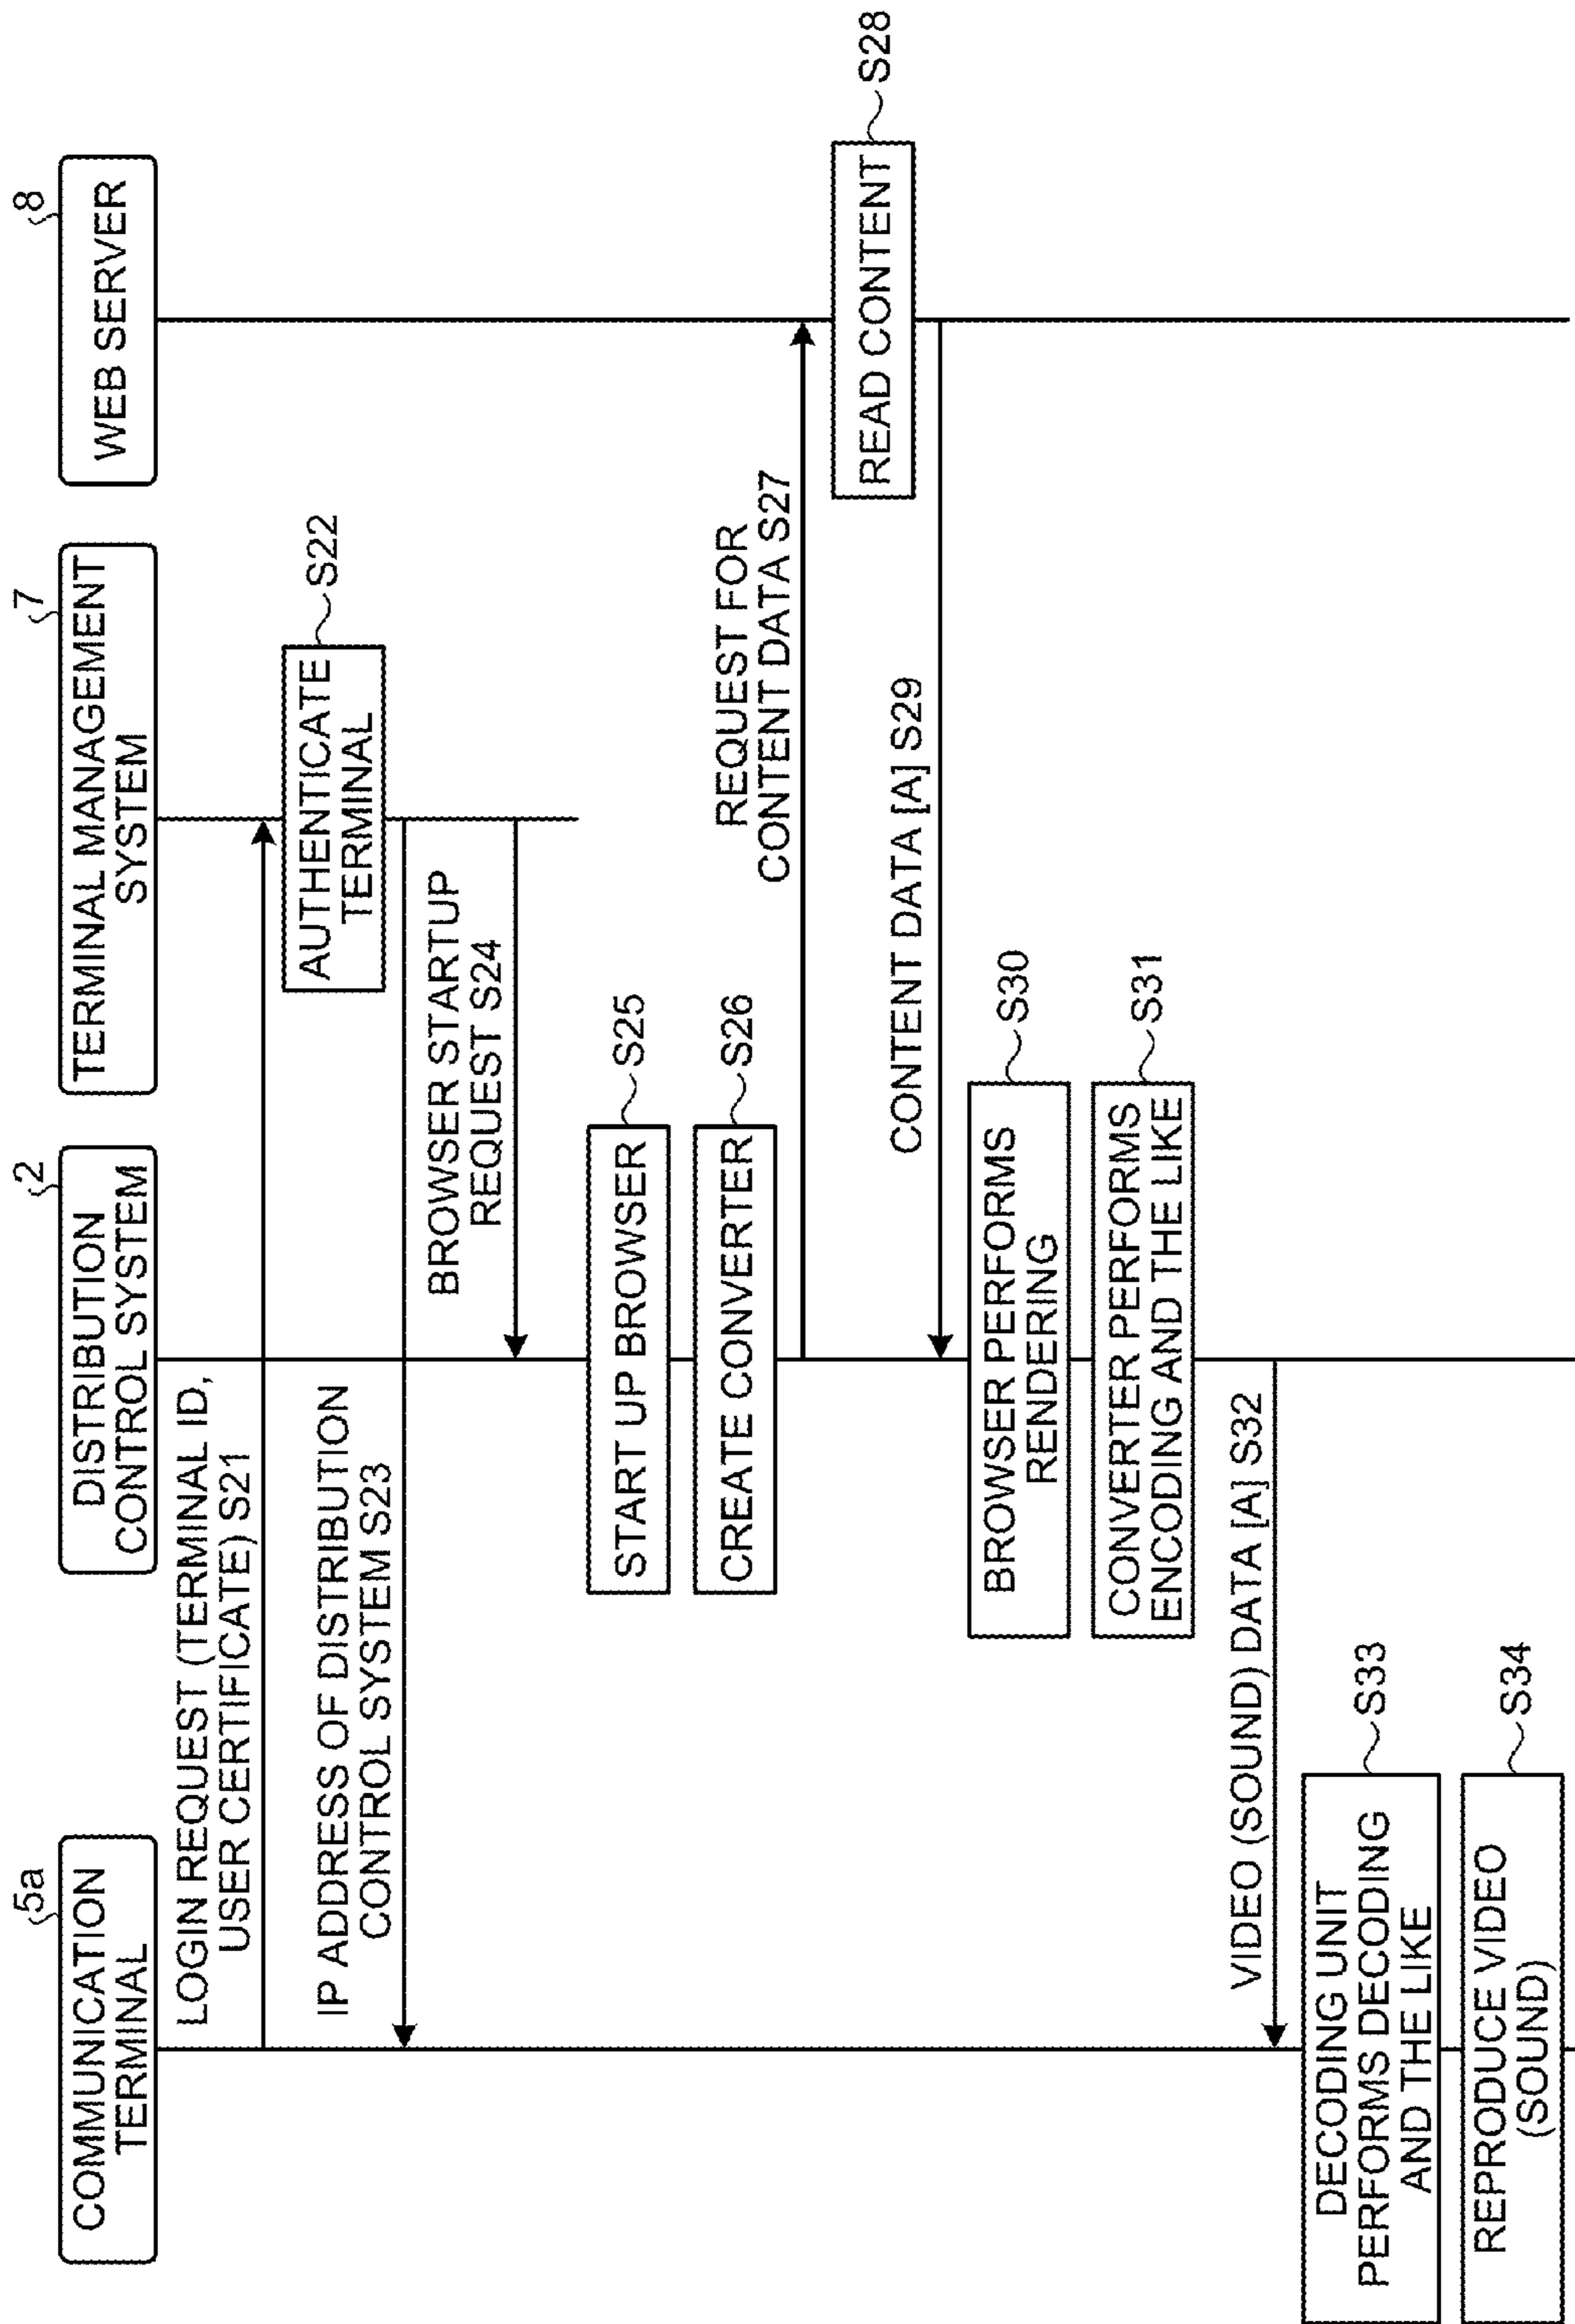 5a
COMMUNICATION
TERMINAL
2
DISTRIBUTION
CONTROL SYSTEM
7
TERMINAL MANAGEMENT
SYSTEM
8
WEB SERVER
LOGIN REQUEST (TERMINAL ID,
USER CERTIFICATE) S21
AUTHENTICATE
TERMINAL
S22
IP ADDRESS OF DISTRIBUTION
CONTROL SYSTEM S23
BROWSER STARTUP
REQUEST S24
START UP BROWSER
S25
CREATE CONVERTER
S26
REQUEST FOR
CONTENT DATA S27
READ CONTENT
S28
CONTENT DATA [A] S29
BROWSER PERFORMS
RENDERING
S30
CONVERTER PERFORMS
ENCODING AND THE LIKE
S31
VIDEO (SOUND) DATA [A] S32
DECODING UNIT
PERFORMS DECODING
AND THE LIKE
S33
REPRODUCE VIDEO
(SOUND)
S34